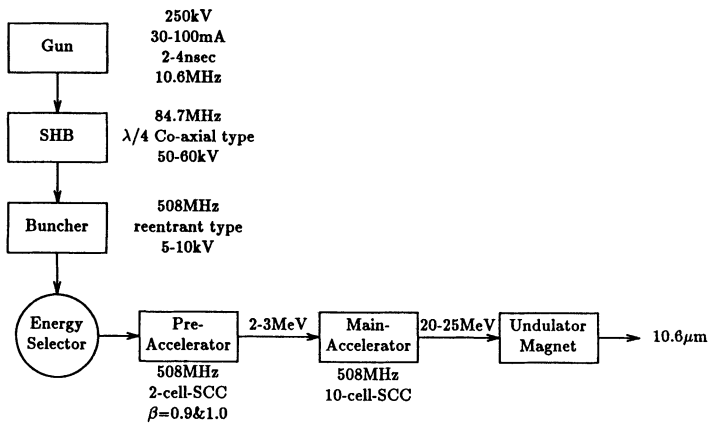 250kV
30-100mA
2-4nsec
10.6MHz
Gun
84.7MHz
λ/4 Co-axial type
50-60kV
SHB
508MHz
reentrant type
5-10kV
Buncher
Energy
Selector
Pre-
Accelerator
508MHz
2-cell-SCC
β=0.9&1.0
2-3MeV
Main-
Accelerator
508MHz
10-cell-SCC
20-25MeV
Undulator
Magnet
10.6μm